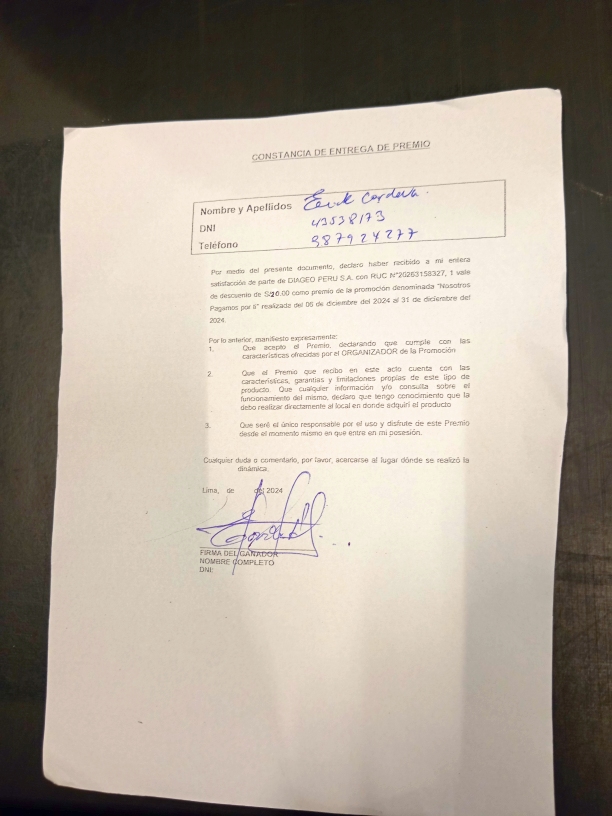 CONSTANCIA DE ENTREGA DE PREMIO
Nombre y Apellidos Cordova
DNI 43538173
Teléfono 987924277
Por medio del presente documento, declaro haber recibido a mi entera
satisfacción de parte de DIAGEO PERU S.A. con RUC N°20263158327, 1 vale
de descuento de S/20.00 como premio de la promoción denominada "Nosotros
Pagamos por ti" realizada del 06 de diciembre del 2024 al 31 de diciembre del
2024.
Por lo anterior, manifiesto expresamente:
1. Que acepto el Premio, declarando que cumple con las
características ofrecidas por el ORGANIZADOR de la Promoción
2. Que el Premio que recibo en este acto cuenta con las
características, garantías y limitaciones propias de este tipo de
producto. Que cualquier información y/o consulta sobre el
funcionamiento del mismo, declaro que tengo conocimiento que la
debo realizar directamente al local en donde adquirí el producto
3. Que seré el único responsable por el uso y disfrute de este Premio
desde el momento mismo en que entre en mi posesión.
Cualquier duda o comentario, por favor, acercarse al lugar dónde se realizó la
dinámica.
Lima, de del 2024
FIRMA DEL GANADOR
NOMBRE COMPLETO
DNI: